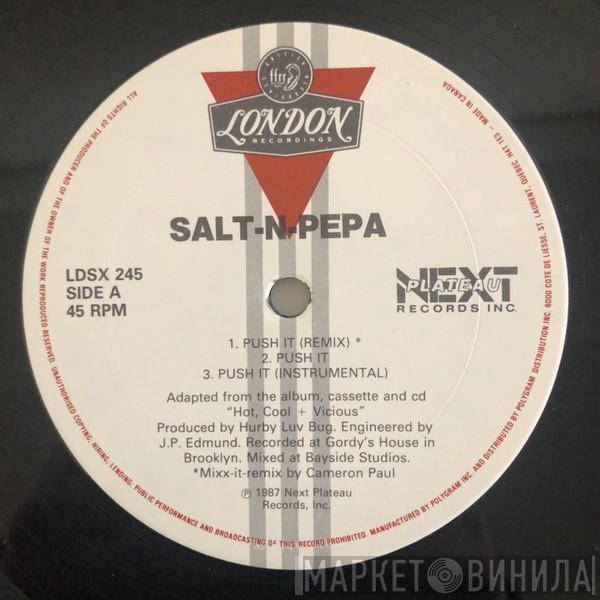 ffrr
LONDON
RECORDINGS
SALT-N-PEPA
LDSX 245
SIDE A
45 RPM
NEXT
PLATEAU
RECORDS INC.
1. PUSH IT (REMIX) *
2. PUSH IT
3. PUSH IT (INSTRUMENTAL)
Adapted from the album, cassette and cd
“Hot, Cool + Vicious”
Produced by Hurby Luv Bug. Engineered by
J.P. Edmund. Recorded at Gordy's House in
Brooklyn. Mixed at Bayside Studios.
*Mixx-it-remix by Cameron Paul
℗ 1987 Next Plateau
Records, Inc.
ALL RIGHTS OF THE PRODUCER AND OF THE OWNER OF THE WORK REPRODUCED RESERVED. UNAUTHORISED COPYING, HIRING, LENDING, PUBLIC PERFORMANCE AND BROADCASTING OF THIS RECORD PROHIBITED. MANUFACTURED BY POLYGRAM INC. AND DISTRIBUTED BY POLYGRAM DISTRIBUTION INC. 6000 COTE DE LIESSE, ST. LAURENT, QUEBEC H4T 1E3 – MADE IN CANADA
МАРКЕТ ВИНИЛА